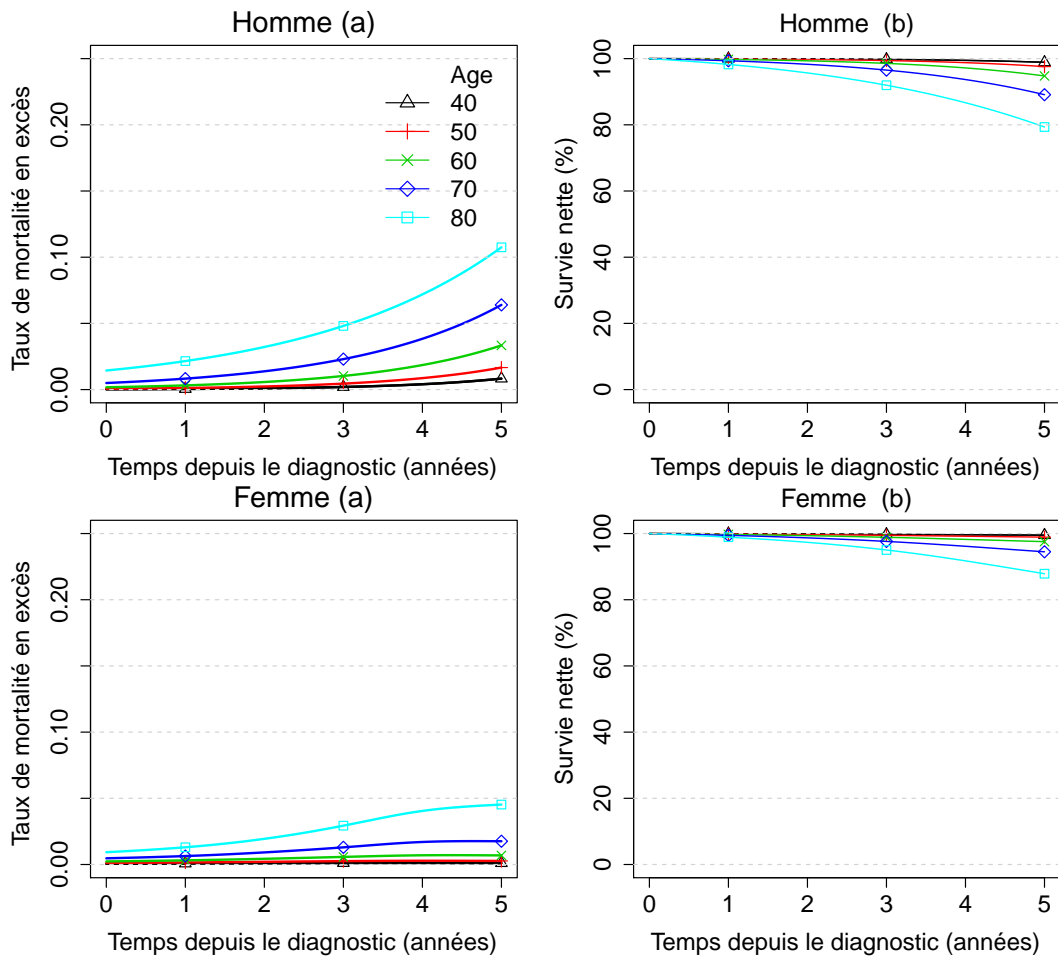 Homme (a)
Taux de mortalité en excès
0.00
0.10
0.20
Age
40
50
60
70
80
0 1 2 3 4 5
Temps depuis le diagnostic (années)
Homme (b)
Survie nette (%)
0
20
40
60
80
100
0 1 2 3 4 5
Temps depuis le diagnostic (années)
Femme (a)
Taux de mortalité en excès
0.00
0.10
0.20
0 1 2 3 4 5
Temps depuis le diagnostic (années)
Femme (b)
Survie nette (%)
0
20
40
60
80
100
0 1 2 3 4 5
Temps depuis le diagnostic (années)